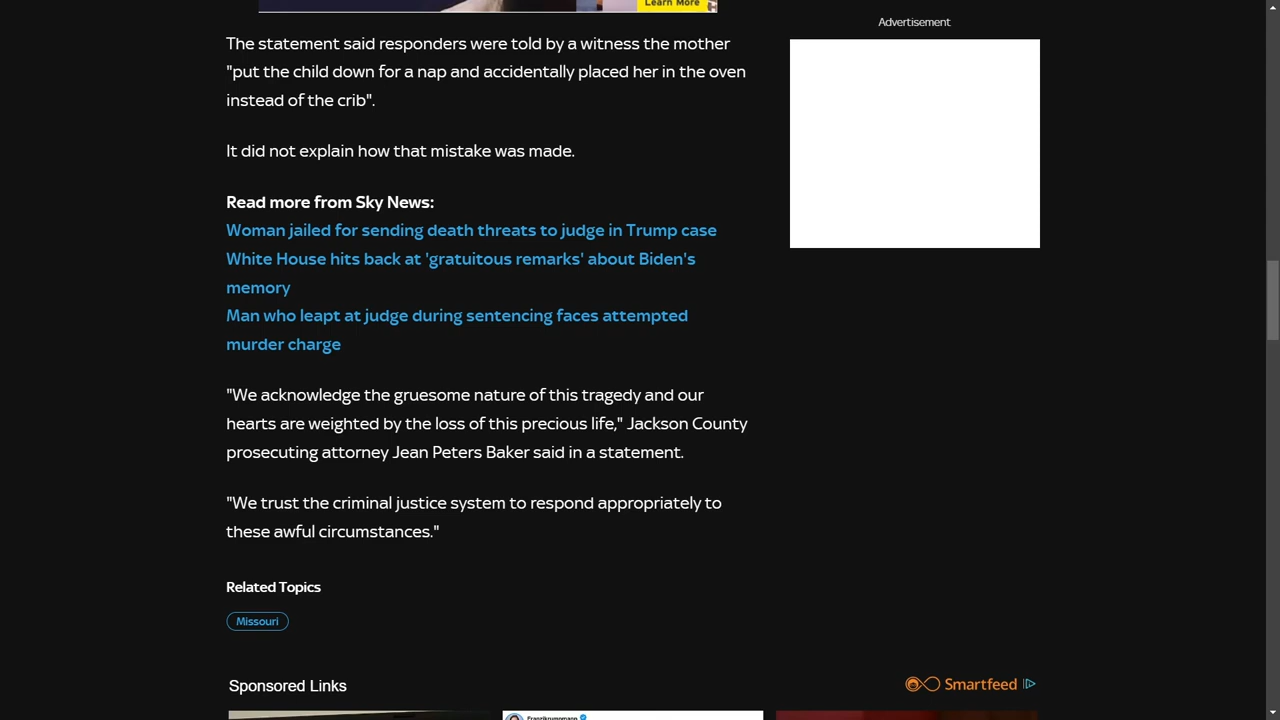 Learn More
Advertisement
The statement said responders were told by a witness the mother
"put the child down for a nap and accidentally placed her in the oven
instead of the crib".
It did not explain how that mistake was made.
Read more from Sky News:
Woman jailed for sending death threats to judge in Trump case
White House hits back at 'gratuitous remarks' about Biden's
memory
Man who leapt at judge during sentencing faces attempted
murder charge
"We acknowledge the gruesome nature of this tragedy and our
hearts are weighted by the loss of this precious life," Jackson County
prosecuting attorney Jean Peters Baker said in a statement.
"We trust the criminal justice system to respond appropriately to
these awful circumstances."
Related Topics
Missouri
Sponsored Links
Smartfeed